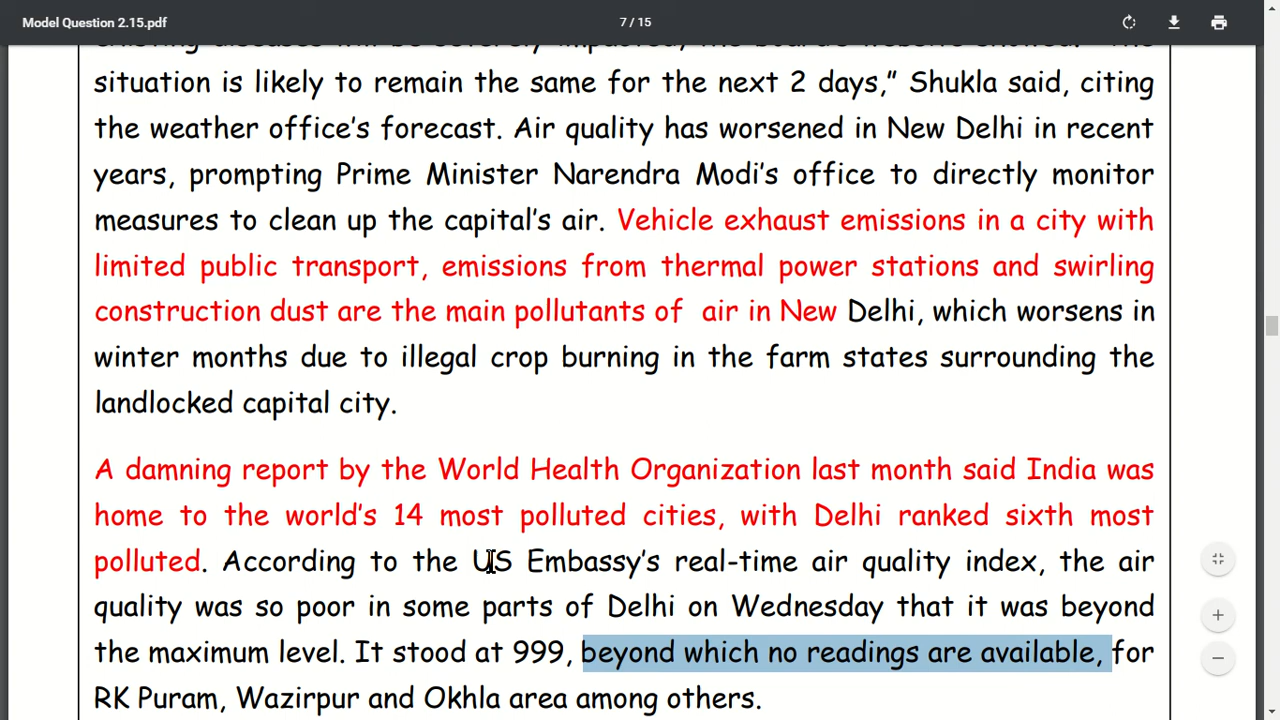 Model Question 2.15.pdf
7 / 15
situation is likely to remain the same for the next 2 days,” Shukla said, citing
the weather office’s forecast. Air quality has worsened in New Delhi in recent
years, prompting Prime Minister Narendra Modi’s office to directly monitor
measures to clean up the capital’s air. Vehicle exhaust emissions in a city with
limited public transport, emissions from thermal power stations and swirling
construction dust are the main pollutants of air in New Delhi, which worsens in
winter months due to illegal crop burning in the farm states surrounding the
landlocked capital city.
A damning report by the World Health Organization last month said India was
home to the world’s 14 most polluted cities, with Delhi ranked sixth most
polluted. According to the US Embassy’s real-time air quality index, the air
quality was so poor in some parts of Delhi on Wednesday that it was beyond
the maximum level. It stood at 999, beyond which no readings are available, for
RK Puram, Wazirpur and Okhla area among others.